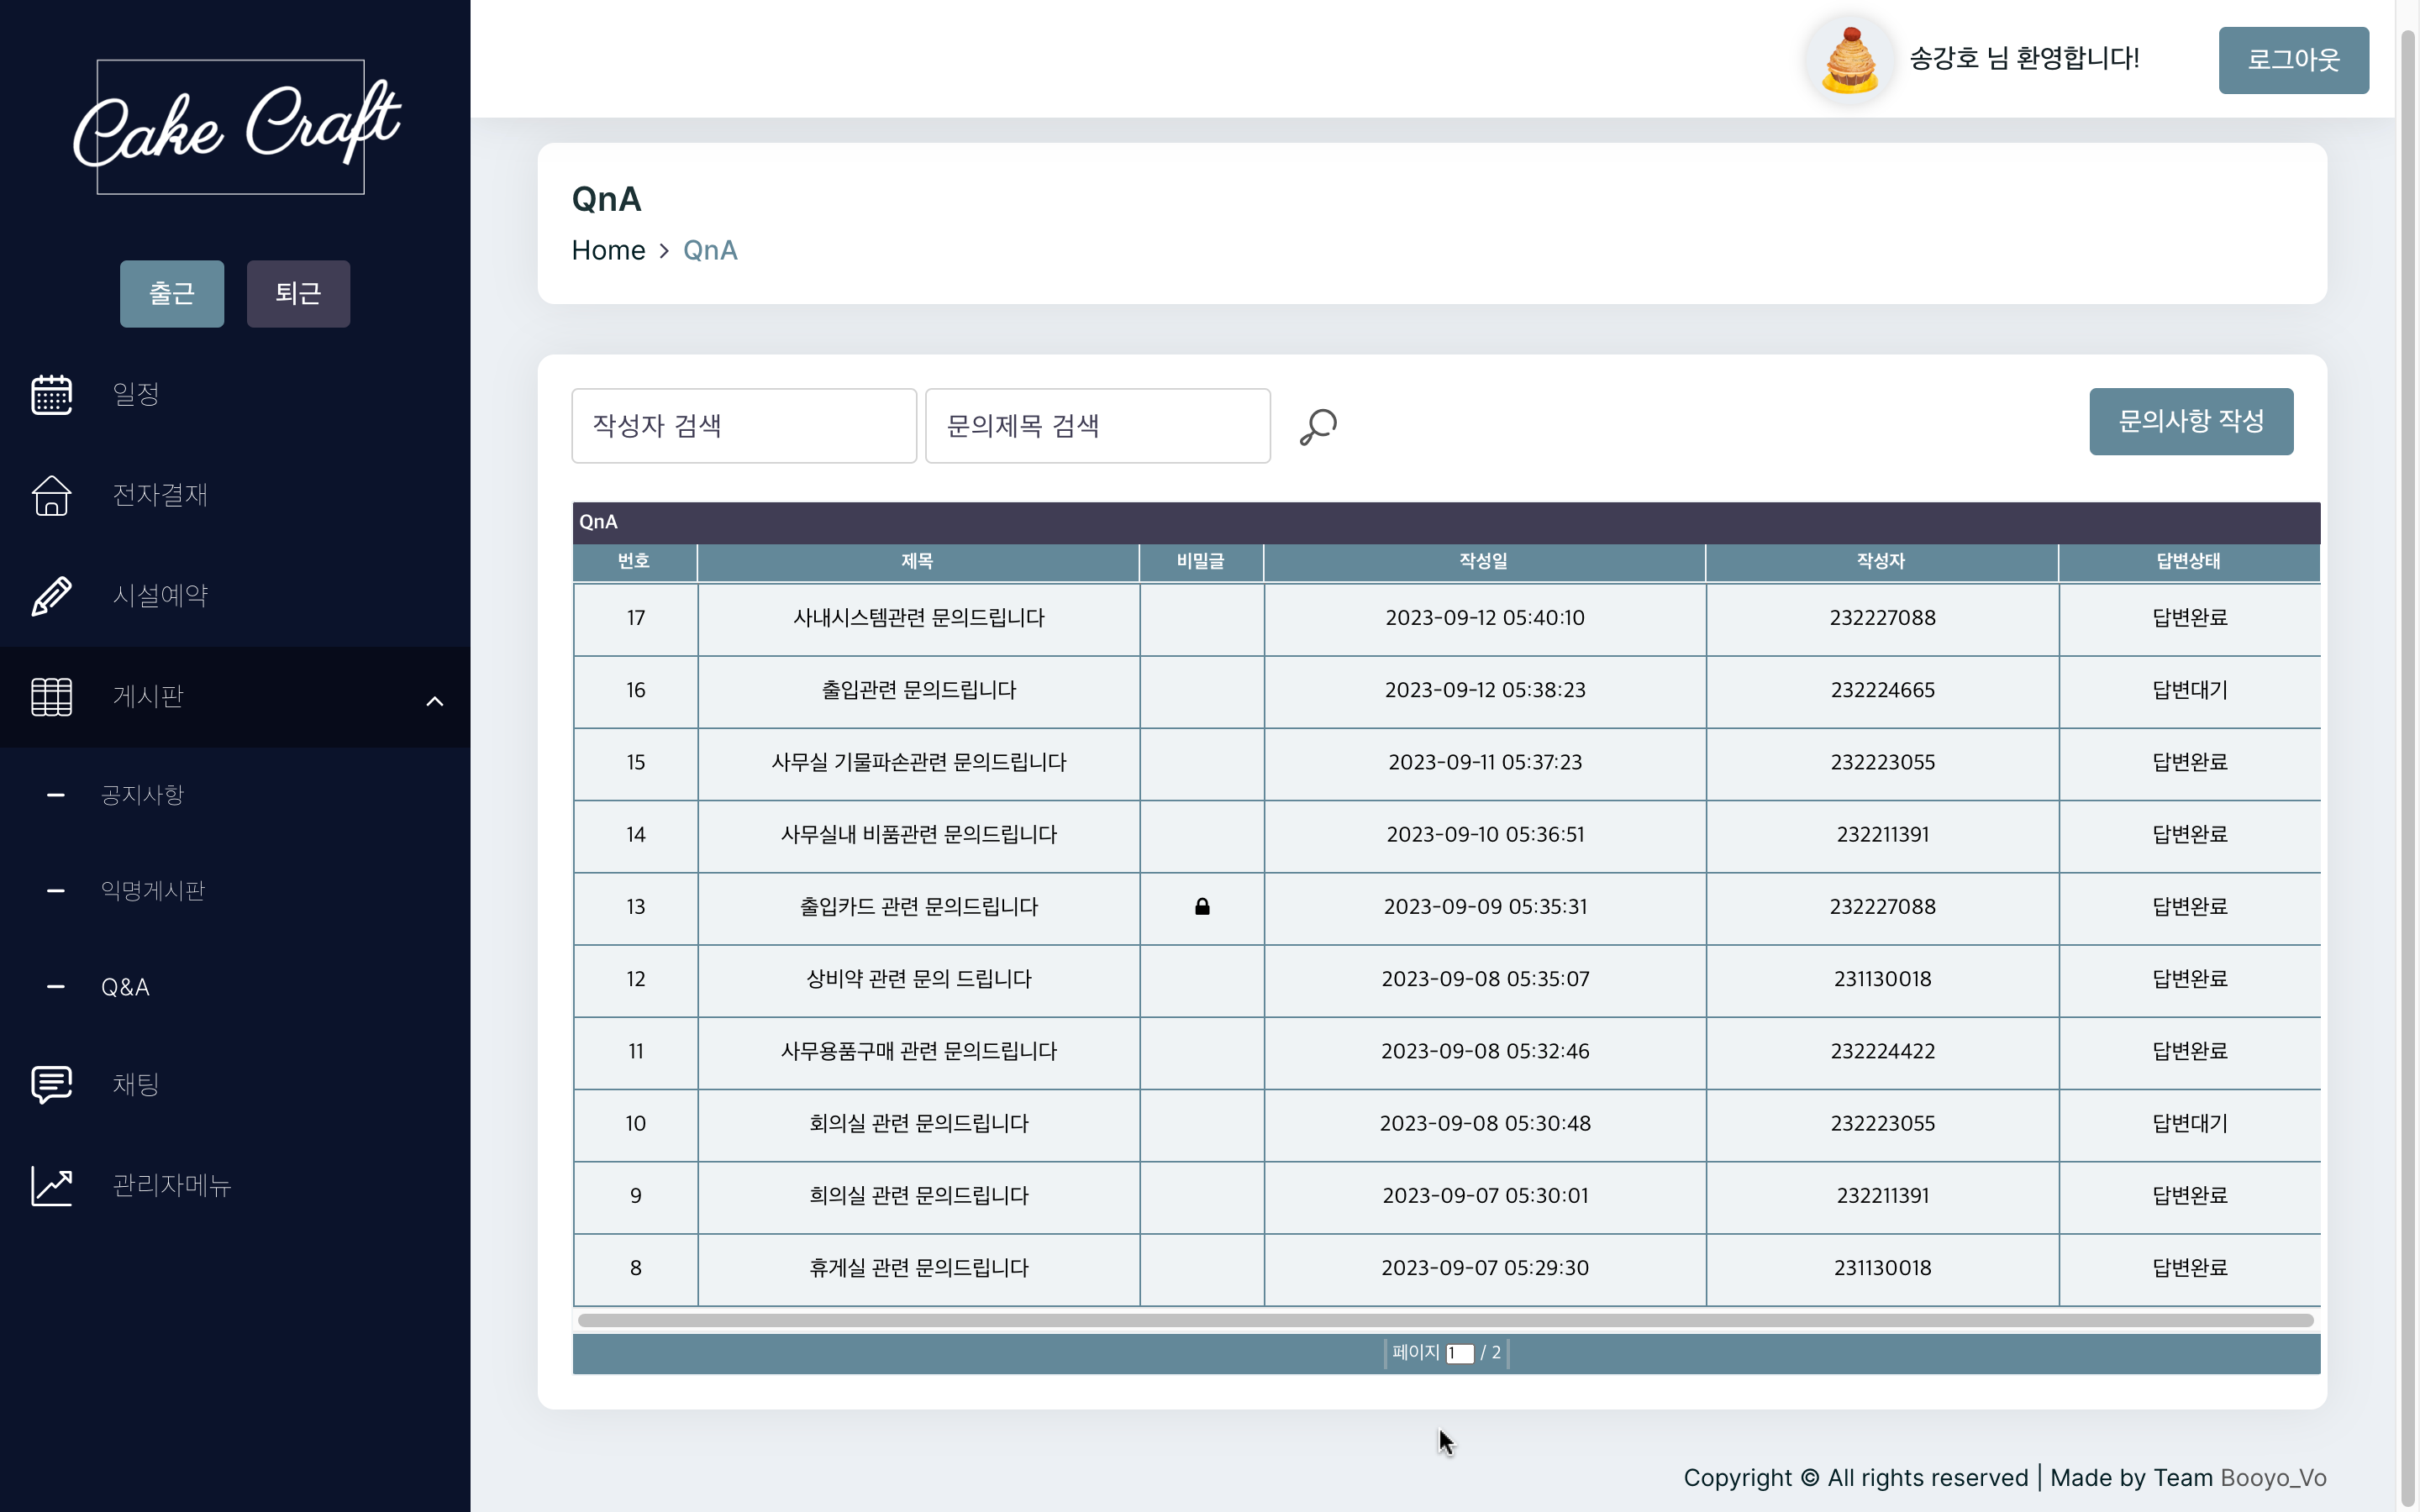 Cake Craft
송강호 님 환영합니다!
로그아웃
출근
퇴근
일정
전자결재
시설예약
게시판
공지사항
익명게시판
Q&A
채팅
관리자메뉴
QnA
Home > QnA
작성자 검색
문의제목 검색
문의사항 작성
QnA
번호 제목 비밀글 작성일 작성자 답변상태
17 사내시스템관련 문의드립니다 2023-09-12 05:40:10 232227088 답변완료
16 출입관련 문의드립니다 2023-09-12 05:38:23 232224665 답변대기
15 사무실 기물파손관련 문의드립니다 2023-09-11 05:37:23 232223055 답변완료
14 사무실내 비품관련 문의드립니다 2023-09-10 05:36:51 232211391 답변완료
13 출입카드 관련 문의드립니다 2023-09-09 05:35:31 232227088 답변완료
12 상비약 관련 문의 드립니다 2023-09-08 05:35:07 231130018 답변완료
11 사무용품구매 관련 문의드립니다 2023-09-08 05:32:46 232224422 답변완료
10 회의실 관련 문의드립니다 2023-09-08 05:30:48 232223055 답변대기
9 희의실 관련 문의드립니다 2023-09-07 05:30:01 232211391 답변완료
8 휴게실 관련 문의드립니다 2023-09-07 05:29:30 231130018 답변완료
페이지 1 / 2
Copyright © All rights reserved | Made by Team Booyo_Vo